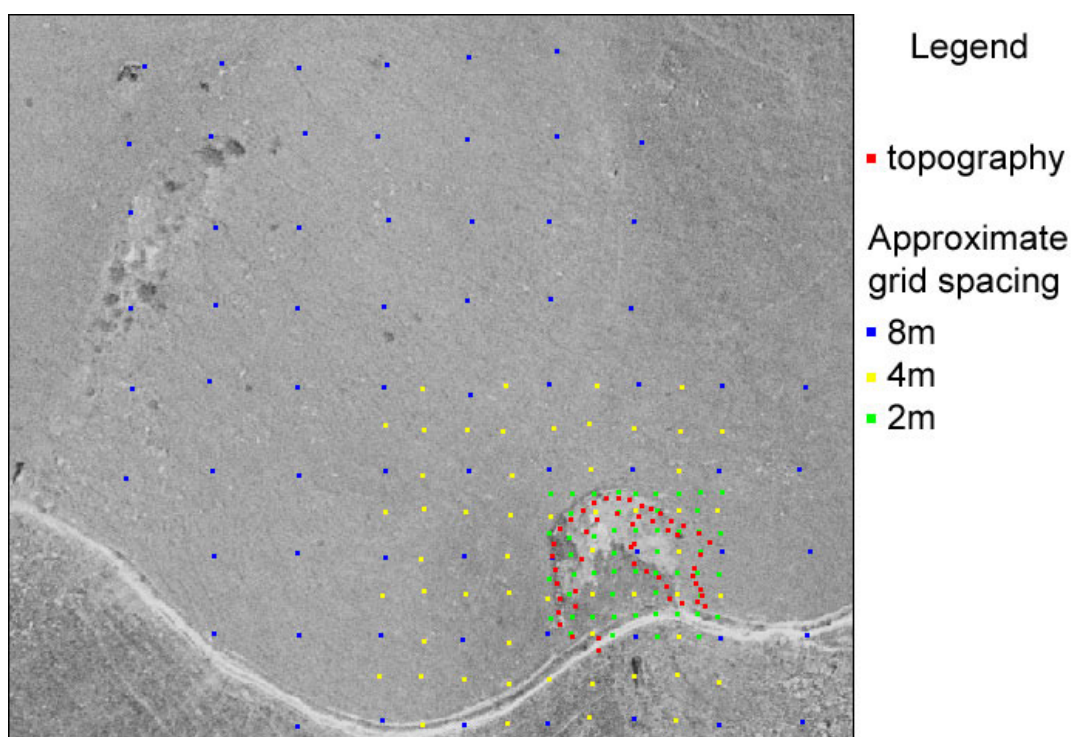 Legend
topography
Approximate
grid spacing
8m
4m
2m